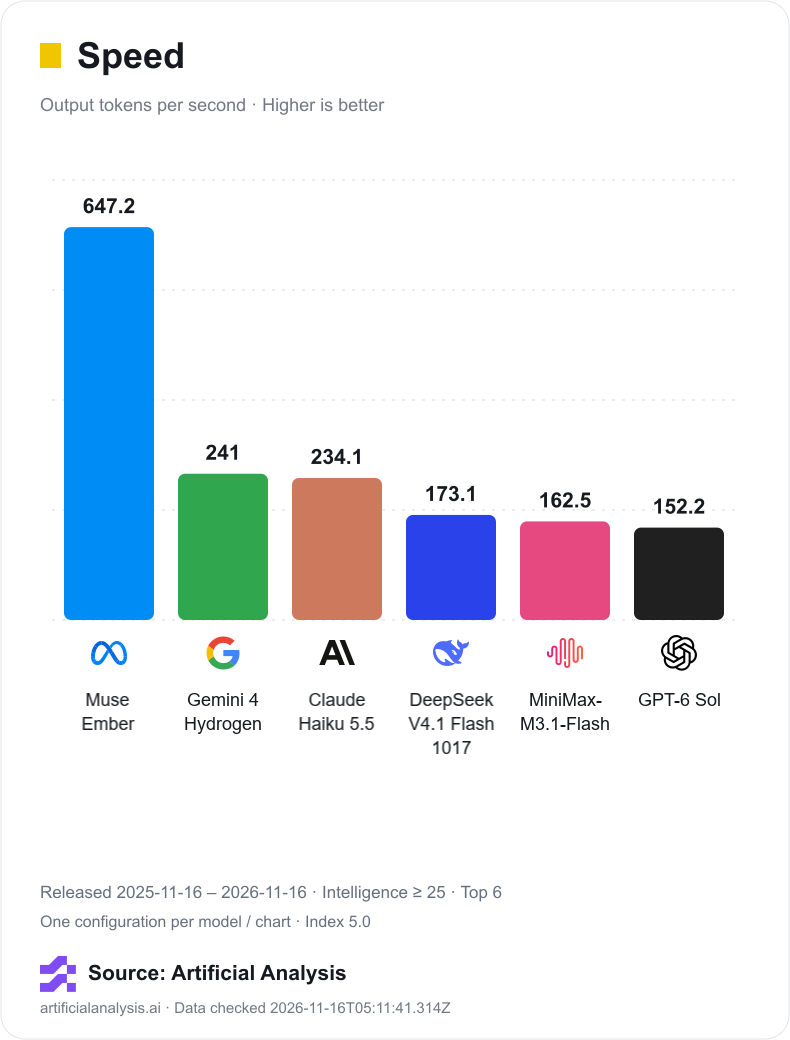 Speed
Output tokens per second · Higher is better
647.2
241
234.1
173.1
162.5
152.2
Muse
Ember
Gemini 4
Hydrogen
Claude
Haiku 5.5
DeepSeek
V4.1 Flash
1017
MiniMax-
M3.1-Flash
GPT-6 Sol
Released 2025-11-16 – 2026-11-16 · Intelligence ≥ 25 · Top 6
One configuration per model / chart · Index 5.0
Source: Artificial Analysis
artificialanalysis.ai · Data checked 2026-11-16T05:11:41.314Z